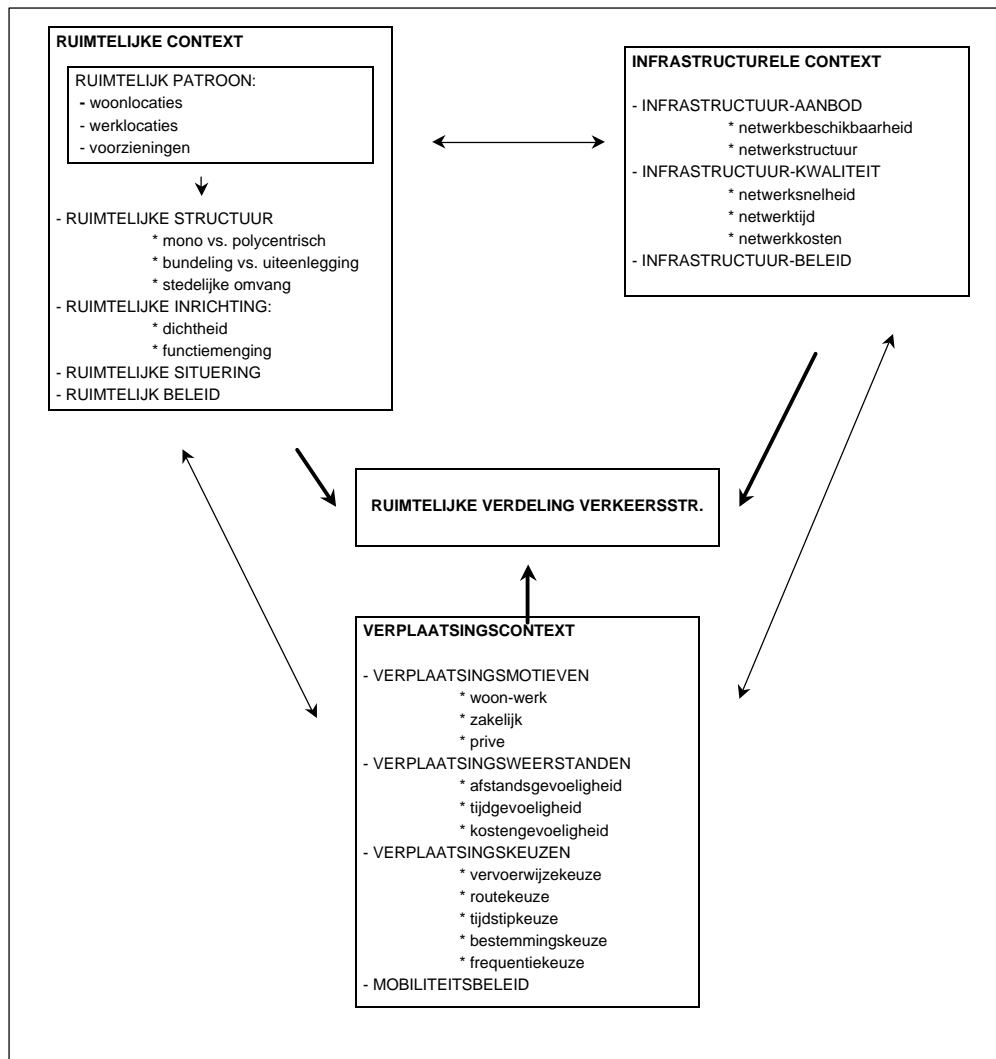 RUIMTELIJKE CONTEXT
RUIMTELIJK PATROON:
- woonlocaties
- werklocaties
- voorzieningen
- RUIMTELIJKE STRUCTUUR
* mono vs. polycentrisch
* bundeling vs. uiteenlegging
* stedelijke omvang
- RUIMTELIJKE INRICHTING:
* dichtheid
* functiemenging
- RUIMTELIJKE SITUERING
- RUIMTELIJK BELEID
INFRASTRUCTURELE CONTEXT
- INFRASTRUCTUUR-AANBOD
* netwerkbeschikbaarheid
* netwerkstructuur
- INFRASTRUCTUUR-KWALITEIT
* netwerksnelheid
* netwerktijd
* netwerkkosten
- INFRASTRUCTUUR-BELEID
RUIMTELIJKE VERDELING VERKEERSSTR.
VERPLAATSINGSCONTEXT
- VERPLAATSINGSMOTIEVEN
* woon-werk
* zakelijk
* prive
- VERPLAATSINGSWEERSTANDEN
* afstandsgevoeligheid
* tijdgevoeligheid
* kostengevoeligheid
- VERPLAATSINGSKEUZEN
* vervoerwijzekeuze
* routekeuze
* tijdstipkeuze
* bestemmingskeuze
* frequentiekeuze
- MOBILITEITSBELEID